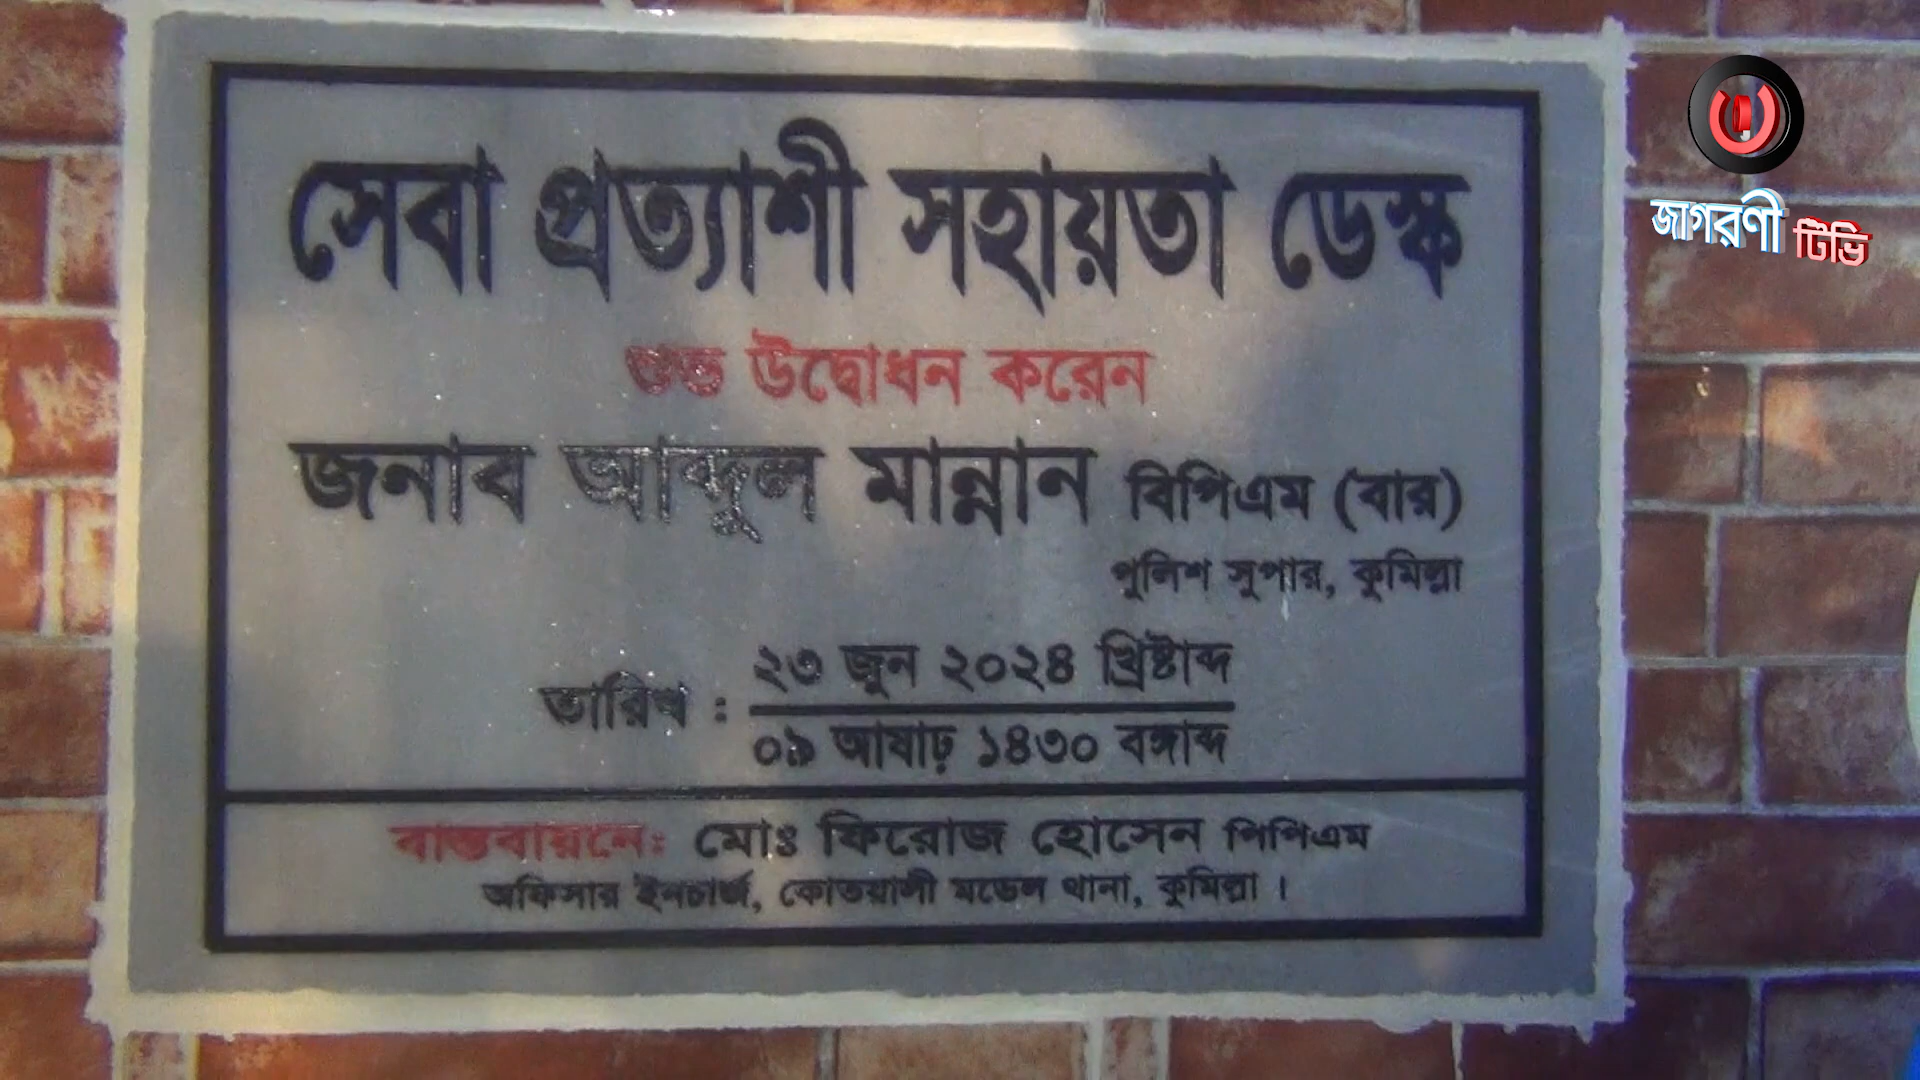 সেবা প্রত্যাশী সহায়তা ডেস্ক
শুভ উদ্বোধন করেন
জনাব আব্দুল মান্নান বিপিএম (বার)
পুলিশ সুপার, কুমিল্লা
তারিখ : ২৩ জুন ২০২৪ খ্রিষ্টাব্দ
০৯ আষাঢ় ১৪৩০ বঙ্গাব্দ
বাস্তবায়নে: মোঃ ফিরোজ হোসেন পিপিএম
অফিসার ইনচার্জ, কোতয়ালী মডেল থানা, কুমিল্লা ।
জাগরণী টিভি